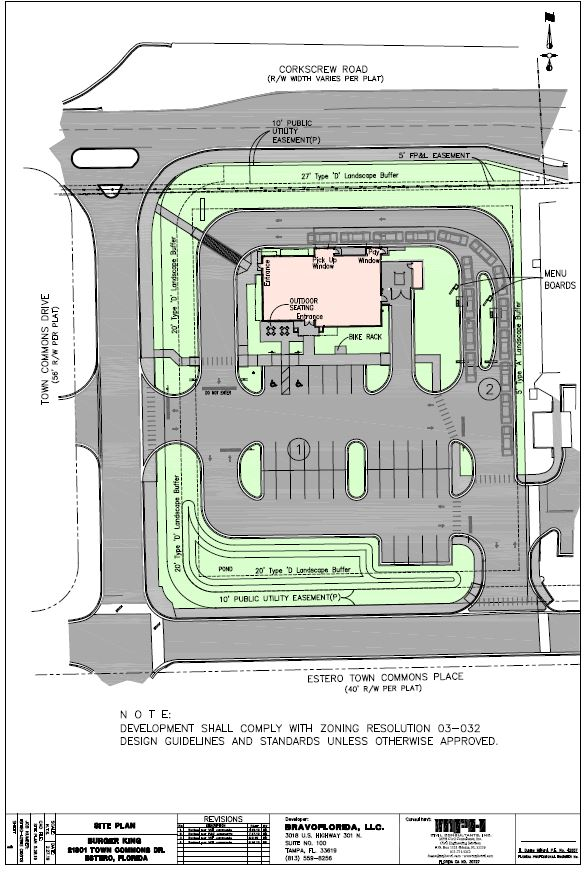 CORKSCREW ROAD
(R/W WIDTH VARIES PER PLAT)
10' PUBLIC
UTILITY
EASEMENT(P)
5' FP&L EASEMENT
27' Type 'D' Landscape Buffer
20' Type 'D' Landscape Buffer
Entrance
Pick Up
Window
Pay
Window
OUTDOOR
SEATING
Entrance
BIKE RACK
MENU
BOARDS
5' Type 'A' Landscape Buffer
TOWN COMMONS DRIVE
(56' R/W PER PLAT)
DO NOT ENTER
1
2
20' Type 'D' Landscape Buffer
POND
20' Type 'D' Landscape Buffer
10' PUBLIC UTILITY EASEMENT(P)
ESTERO TOWN COMMONS PLACE
(40' R/W PER PLAT)
NOTE:
DEVELOPMENT SHALL COMPLY WITH ZONING RESOLUTION 03-032
DESIGN GUIDELINES AND STANDARDS UNLESS OTHERWISE APPROVED.
SITE PLAN
BURGER KING
21801 TOWN COMMONS DR.
ESTERO, FLORIDA
REVISIONS
Developer:
BRAVOFLORIDA, LLC.
3018 U.S. HIGHWAY 301 N.
SUITE NO. 100
TAMPA, FL. 33619
(813) 559-8256
Consultant: